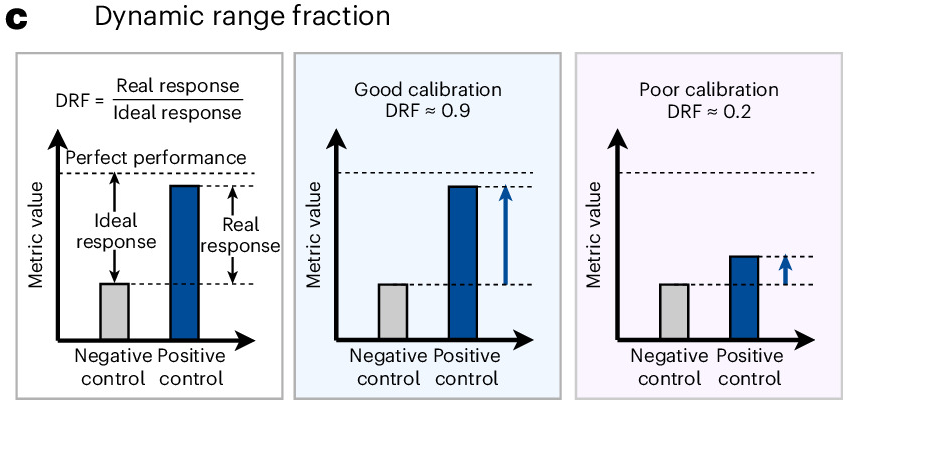 c Dynamic range fraction
DRF = Real response
Ideal response
Perfect performance
Metric value
Ideal
response
Real
response
Negative Positive
control control
Good calibration
DRF ≈ 0.9
Metric value
Negative Positive
control control
Poor calibration
DRF ≈ 0.2
Metric value
Negative Positive
control control